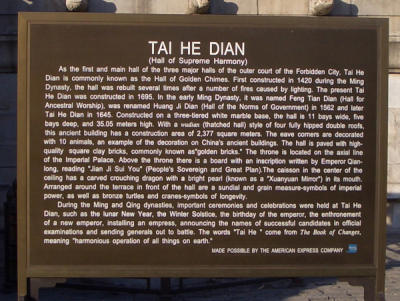 TAI HE DIAN
(Hall of Supreme Harmony)
As the first and main hall of the three major halls of the outer court of the Forbidden City, Tai He
Dian is commonly known as the Hall of Golden Chimes. First constructed in 1420 during the Ming
Dynasty, the hall was rebuilt several times after a number of fires caused by lighting. The present Tai
He Dian was constructed in 1695. In the early Ming Dynasty, it was named Feng Tian Dian (Hall for
Ancestral Worship), was renamed Huang Ji Dian (Hall of the Norms of Government) in 1562 and later
Tai He Dian in 1645. Constructed on a three-tiered white marble base, the hall is 11 bays wide, five
bays deep, and 35.05 meters high. With a (thatched hall) style of four fully hipped double roofs,
this ancient building has a construction area of 2,377 square meters. The eave corners are decorated
with 10 animals, an example of the decoration on China's ancient buildings. The hall is paved with high-
quality square clay bricks, commonly known as"golden bricks." The throne is located on the axial line
of the Imperial Palace. Above the throne there is a board with an inscription written by Emperor Qian-
long, reading "Jian Ji Sui You" (People's Sovereign and Great Plan).The caisson in the center of the
ceiling has a carved crouching dragon with a bright pearl (known as a "Xuanyuan Mirror") in its mouth.
Arranged around the terrace in front of the hall are a sundial and grain measure-symbols of imperial
power, as well as bronze turtles and cranes-symbols of longevity.
During the Ming and Qing dynasties, important ceremonies and celebrations were held at Tai He
Dian, such as the lunar New Year, the Winter Solstice, the birthday of the emperor, the enthronement
of a new emperor, installing an empress, announcing the names of successful candidates in official
examinations and sending generals out to battle. The words "Tai He " come from The Book of Changes,
meaning "harmonious operation of all things on earth."
MADE POSSIBLE BY THE AMERICAN EXPRESS COMPANY